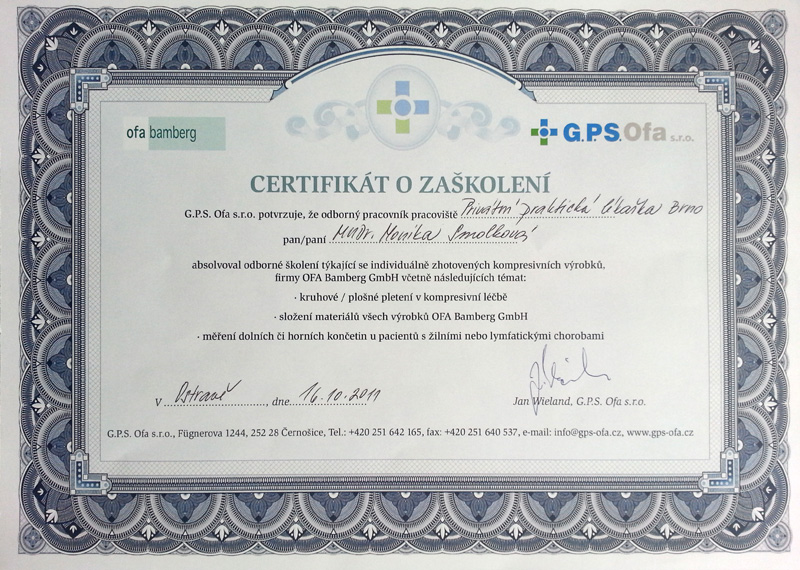 ofa bamberg
G.P.S. Ofa s.r.o.
CERTIFIKÁT O ZAŠKOLENÍ
G.P.S. Ofa s.r.o. potvrzuje, že odborný pracovník pracoviště Privátní praktická lékařka Brno
pan/paní MUDr. Monika Smolková
absolvoval odborné školení týkající se individuálně zhotovených kompresivních výrobků,
firmy OFA Bamberg GmbH včetně následujících témat:
· kruhové / plošné pletení v kompresivní léčbě
· složení materiálů všech výrobků OFA Bamberg GmbH
· měření dolních či horních končetin u pacientů s žilními nebo lymfatickými chorobami
V Ostravě, dne 16.10.2011
Jan Wieland, G.P.S. Ofa s.r.o.
G.P.S. Ofa s.r.o., Fügnerova 1244, 252 28 Černošice, Tel.: +420 251 642 165, fax: +420 251 640 537, e-mail: info@gps-ofa.cz, www.gps-ofa.cz